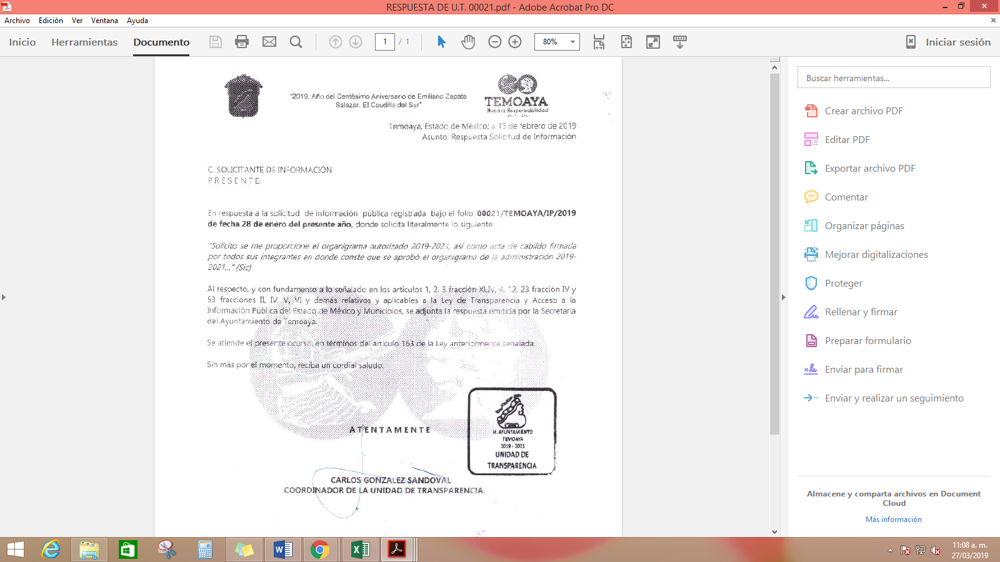 RESPUESTA DE U.T. 00021.pdf - Adobe Acrobat Pro DC
Archivo Edición Ver Ventana Ayuda
Inicio Herramientas Documento 1 / 1 80% Iniciar sesión
"2019. Año del Centésimo Aniversario de Emiliano Zapata
Salazar. El Caudillo del Sur"
TEMOAYA
Nuestra Responsabilidad
2019 - 2021
Temoaya, Estado de México; a 15 de febrero de 2019
Asunto: Respuesta Solicitud de Información
C. SOLICITANTE DE INFORMACIÓN
P R E S E N T E:
En respuesta a la solicitud de información pública registrada bajo el folio: 00021/TEMOAYA/IP/2019
de fecha 28 de enero del presente año, donde solicita literalmente lo siguiente:
"Solicito se me proporcione el organigrama autorizado 2019-2021, así como acta de cabildo firmada
por todos sus integrantes en donde conste que se aprobó el organigrama de la administración 2019-
2021..." (Sic)
Al respecto, y con fundamento a lo señalado en los artículos 1, 2, 3 fracción XLIV, 4, 12, 23 fracción IV y
53 fracciones II, IV, V, VI y demás relativos y aplicables a la Ley de Transparencia y Acceso a la
Información Pública del Estado de México y Municipios, se adjunta la respuesta emitida por la Secretaría
del Ayuntamiento de Temoaya.
Se atiende el presente ocurso, en términos del artículo 163 de la Ley anteriormente señalada.
Sin más por el momento, reciba un cordial saludo.
A T E N T A M E N T E
H. AYUNTAMIENTO
TEMOAYA
2019 - 2021
UNIDAD DE
TRANSPARENCIA
CARLOS GONZALEZ SANDOVAL
COORDINADOR DE LA UNIDAD DE TRANSPARENCIA.
Buscar herramientas...
Crear archivo PDF
Editar PDF
Exportar archivo PDF
Comentar
Organizar páginas
Mejorar digitalizaciones
Proteger
Rellenar y firmar
Preparar formulario
Enviar para firmar
Enviar y realizar un seguimiento
Almacene y comparta archivos en Document
Cloud
Más información
11:08 a. m.
27/03/2019